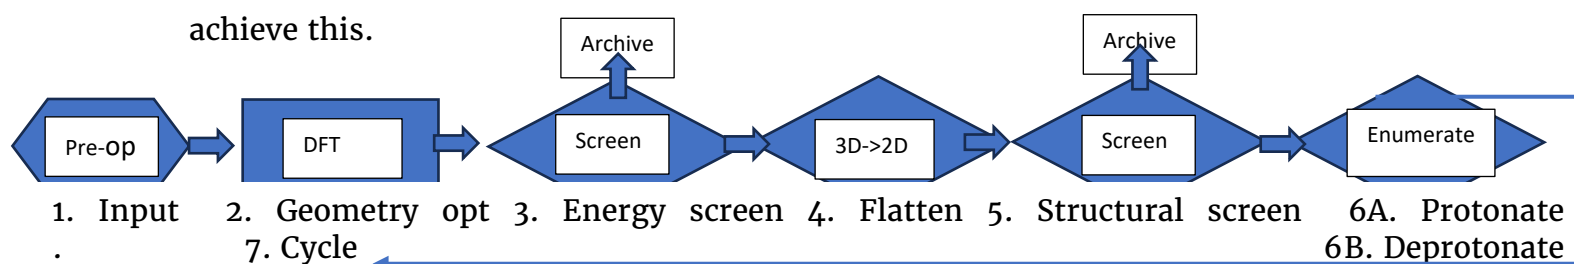 achieve this.
Archive
Archive
Pre-op
DFT
Screen
3D->2D
Screen
Enumerate
1. Input 2. Geometry opt 3. Energy screen 4. Flatten 5. Structural screen 6A. Protonate
. 7. Cycle 6B. Deprotonate